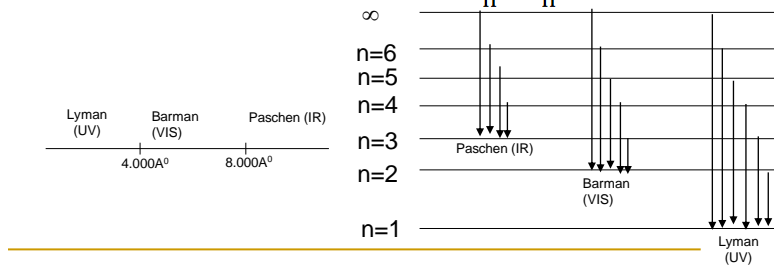 n n
∞
n=6
n=5
n=4
n=3
n=2
n=1
Lyman
(UV)
Barman
(VIS)
Paschen (IR)
4.000A⁰
8.000A⁰
Paschen (IR)
Barman
(VIS)
Lyman
(UV)